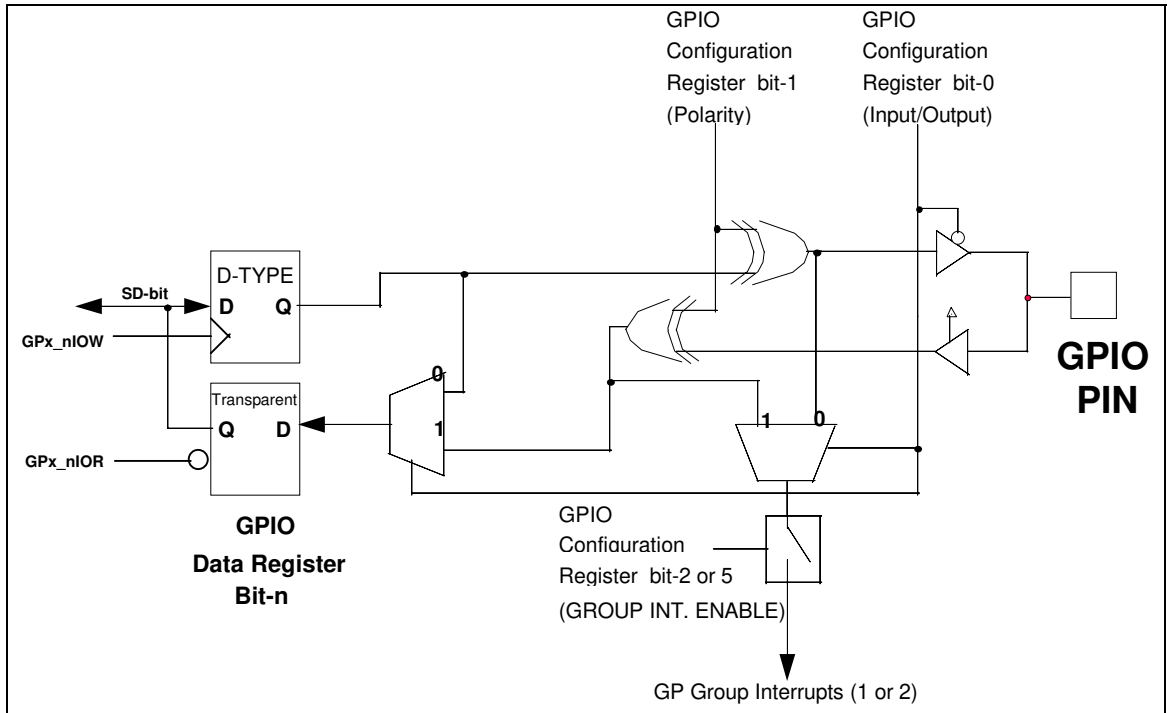 GPIO
Configuration
Register bit-1
(Polarity)
GPIO
Configuration
Register bit-0
(Input/Output)
D-TYPE
D Q
SD-bit
GPx_nIOW
Transparent
Q D
GPx_nIOR
0
1
1 0
GPIO
PIN
GPIO
Data Register
Bit-n
GPIO
Configuration
Register bit-2 or 5
(GROUP INT. ENABLE)
GP Group Interrupts (1 or 2)